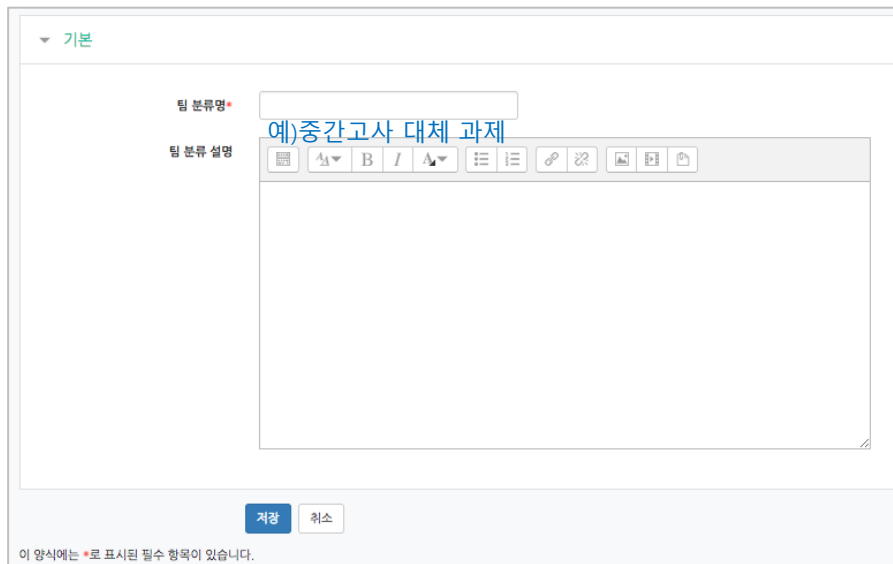 기본
팀 분류명*
예)중간고사 대체 과제
팀 분류 설명
저장
취소
이 양식에는 *로 표시된 필수 항목이 있습니다.